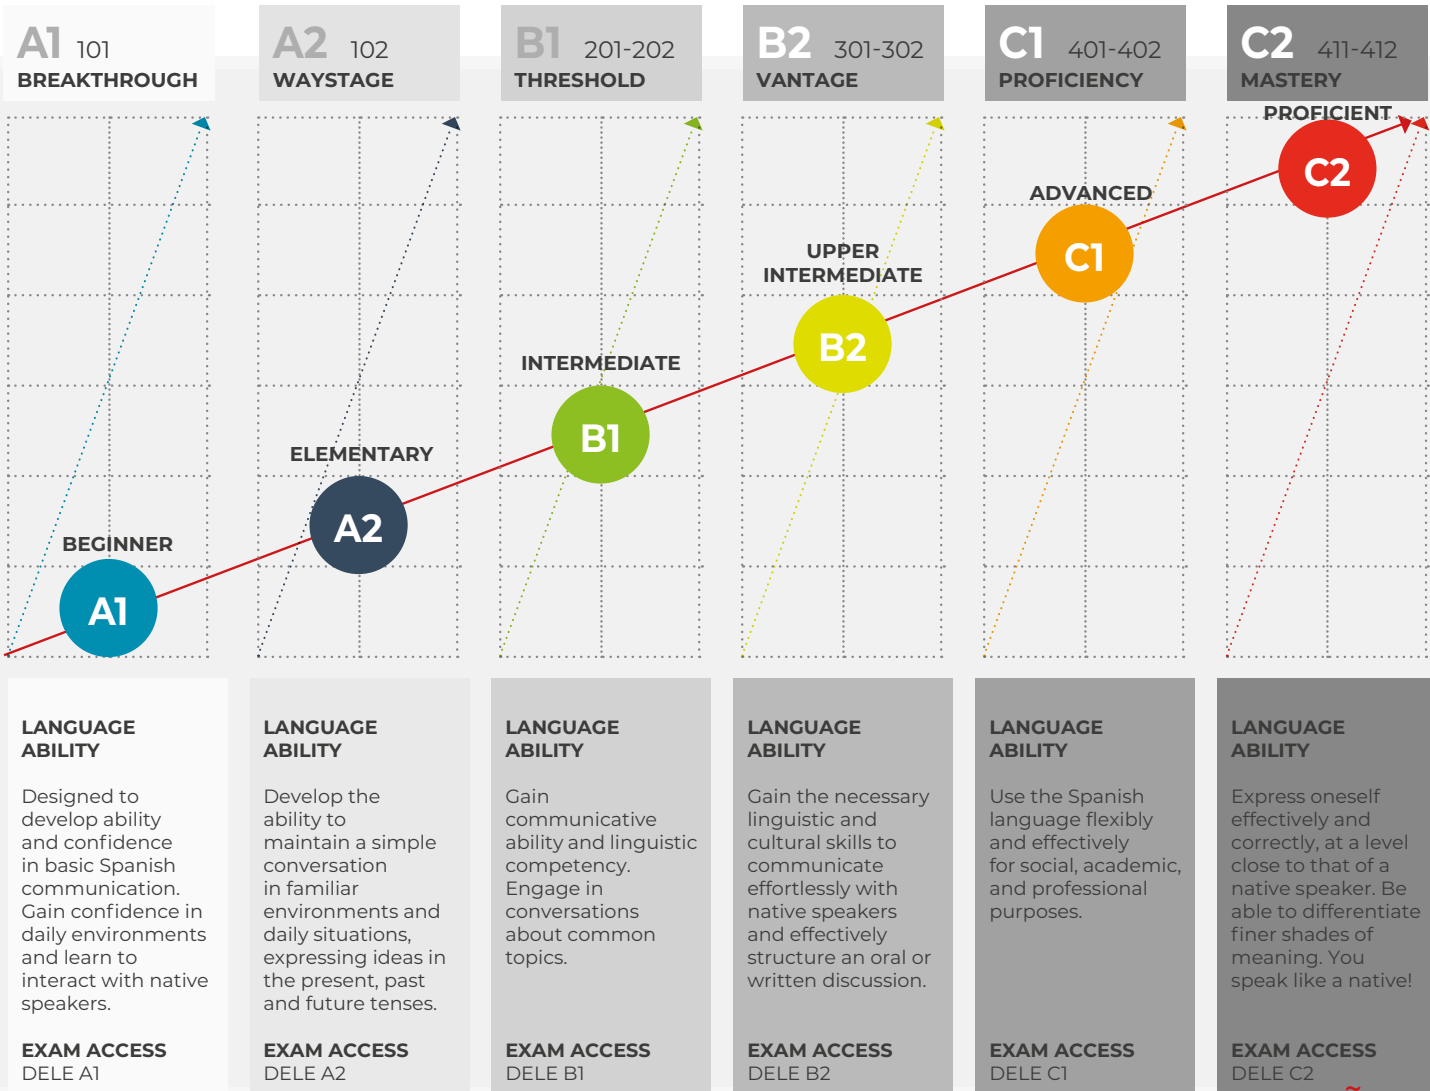 A1 101
BREAKTHROUGH
A2 102
WAYSTAGE
B1 201-202
THRESHOLD
B2 301-302
VANTAGE
C1 401-402
PROFICIENCY
C2 411-412
MASTERY
PROFICIENT
C2
ADVANCED
C1
UPPER
INTERMEDIATE
B2
INTERMEDIATE
B1
ELEMENTARY
A2
BEGINNER
A1
LANGUAGE
ABILITY
Designed to
develop ability
and confidence
in basic Spanish
communication.
Gain confidence in
daily environments
and learn to
interact with native
speakers.
EXAM ACCESS
DELE A1
LANGUAGE
ABILITY
Develop the
ability to
maintain a simple
conversation
in familiar
environments and
daily situations,
expressing ideas in
the present, past
and future tenses.
EXAM ACCESS
DELE A2
LANGUAGE
ABILITY
Gain
communicative
ability and linguistic
competency.
Engage in
conversations
about common
topics.
EXAM ACCESS
DELE B1
LANGUAGE
ABILITY
Gain the necessary
linguistic and
cultural skills to
communicate
effortlessly with
native speakers
and effectively
structure an oral or
written discussion.
EXAM ACCESS
DELE B2
LANGUAGE
ABILITY
Use the Spanish
language flexibly
and effectively
for social, academic,
and professional
purposes.
EXAM ACCESS
DELE C1
LANGUAGE
ABILITY
Express oneself
effectively and
correctly, at a level
close to that of a
native speaker. Be
able to differentiate
finer shades of
meaning. You
speak like a native!
EXAM ACCESS
DELE C2